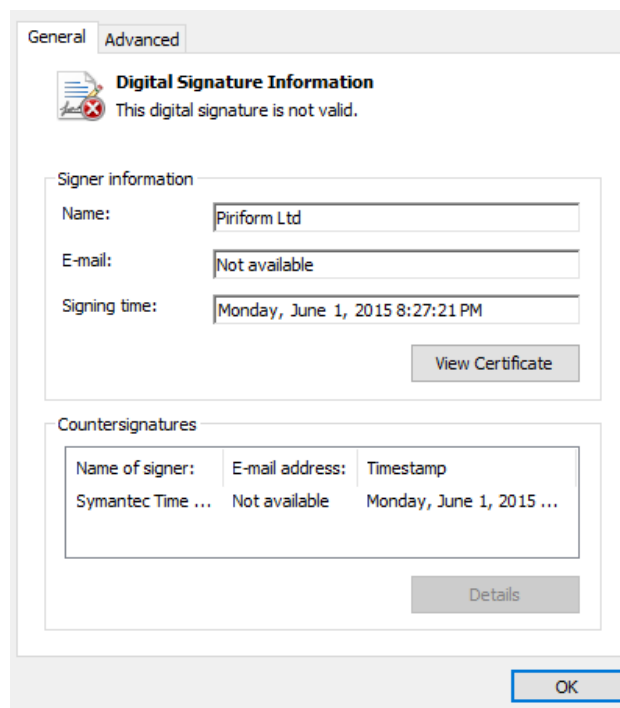 General Advanced
Digital Signature Information
This digital signature is not valid.
Signer information
Name: Piriform Ltd
E-mail: Not available
Signing time: Monday, June 1, 2015 8:27:21 PM
View Certificate
Countersignatures
Name of signer: E-mail address: Timestamp
Symantec Time ... Not available Monday, June 1, 2015 ...
Details
OK